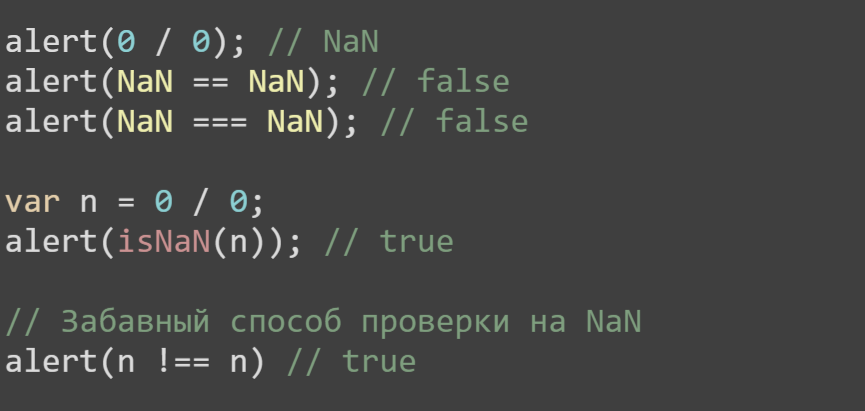 alert(0 / 0); // NaN
alert(NaN == NaN); // false
alert(NaN === NaN); // false
var n = 0 / 0;
alert(isNaN(n)); // true
// Забавный способ проверки на NaN
alert(n !== n) // true